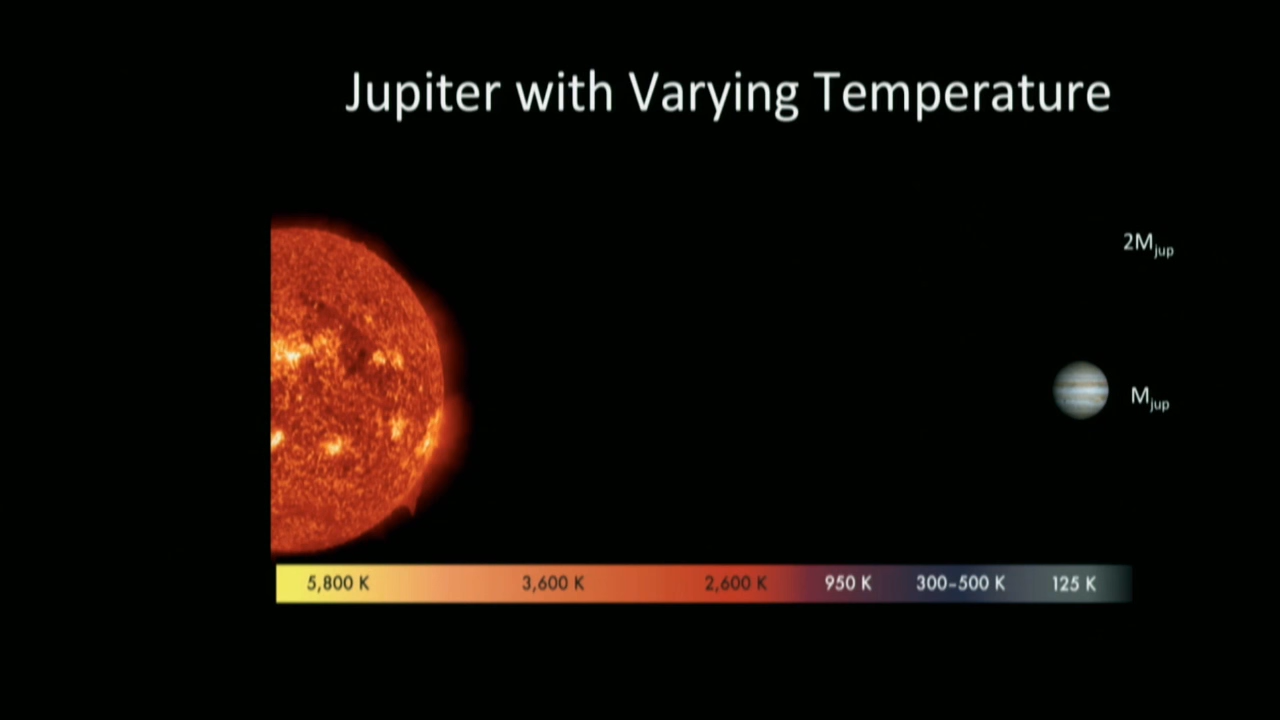 Jupiter with Varying Temperature
2Mjup
Mjup
5,800 K 3,600 K 2,600 K 950 K 300–500 K 125 K